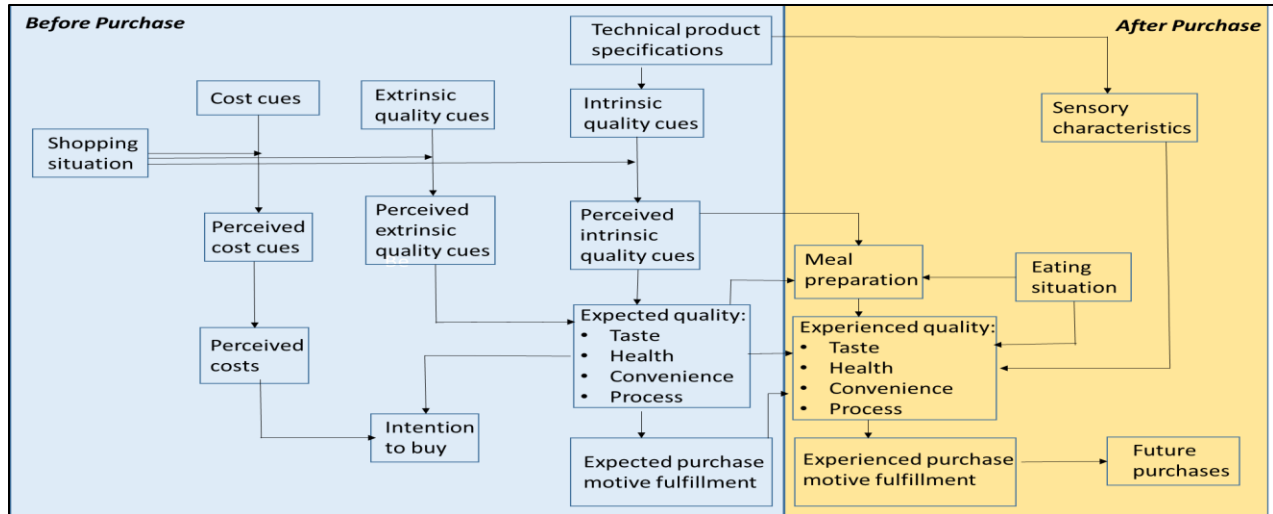 Before Purchase
After Purchase
Technical product
specifications
Cost cues
Extrinsic
quality cues
Intrinsic
quality cues
Sensory
characteristics
Shopping
situation
Perceived
cost cues
Perceived
extrinsic
quality cues
Perceived
intrinsic
quality cues
Meal
preparation
Eating
situation
Perceived
costs
Expected quality:
• Taste
• Health
• Convenience
• Process
Experienced quality:
• Taste
• Health
• Convenience
• Process
Intention
to buy
Expected purchase
motive fulfillment
Experienced purchase
motive fulfillment
Future
purchases